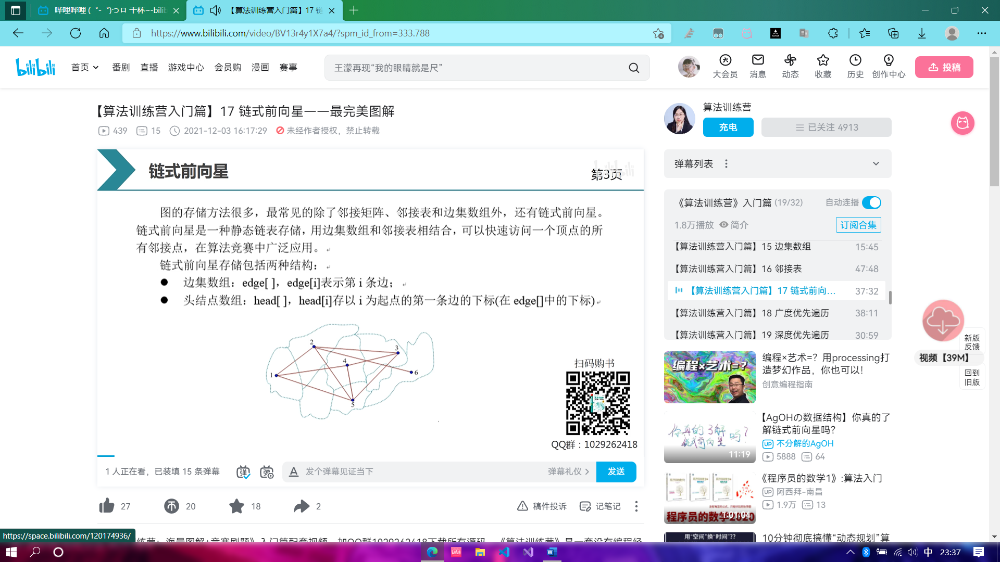 哔哩哔哩 (゜-゜)つロ 干杯~-bilib
【算法训练营入门篇】17 链
https://www.bilibili.com/video/BV13r4y1X7a4/?spm_id_from=333.788
bilibili
首页 番剧 直播 游戏中心 会员购 漫画 赛事
王濛再现“我的眼睛就是尺”
大会员 消息 动态 收藏 历史 创作中心 投稿
【算法训练营入门篇】17 链式前向星——最完美图解
439 15 2021-12-03 16:17:29 未经作者授权，禁止转载
算法训练营
充电 已关注 4913
链式前向星
bilibili
第3页
图的存储方法很多，最常见的除了邻接矩阵、邻接表和边集数组外，还有链式前向星。
链式前向星是一种静态链表存储，用边集数组和邻接表相结合，可以快速访问一个顶点的所
有邻接点，在算法竞赛中广泛应用。
链式前向星存储包括两种结构：
● 边集数组：edge[ ]，edge[i]表示第 i 条边；
● 头结点数组：head[ ]，head[i]存以 i 为起点的第一条边的下标(在 edge[]中的下标)
1
2
3
4
5
6
扫码购书
QQ群：1029262418
1 人正在看，已装填 15 条弹幕
发个弹幕见证当下
弹幕礼仪
发送
27 20 18 2
稿件投诉 记笔记
练营：海量图解+竞赛刷题》入门篇配套视频，加QQ群1029262418下载所有源码。《算法训练营》是一套没有编程经
弹幕列表
《算法训练营》入门篇 (19/32) 自动连播
1.8万播放 简介 订阅合集
【算法训练营入门篇】15 边集数组 15:45
【算法训练营入门篇】16 邻接表 47:48
【算法训练营入门篇】17 链式前向... 37:32
【算法训练营入门篇】18 广度优先遍历 38:11
【算法训练营入门篇】19 深度优先遍历 30:59
编程×艺术=?
编程×艺术=？用processing打
造梦幻作品，你也可以！
创意编程指南
你真的了解
链式前向星吗?
11:19
【AgOHの数据结构】你真的了
解链式前向星吗？
UP 不分解的AgOH
5888 64
程序员的数学2020
1:01:04
《程序员的数学1》:算法入门
UP 阿西拜-南昌
1.9万 13
用“空间”换“时间”??
10分钟彻底搞懂“动态规划”算
新版
反馈
视频【39M】
回到
旧版
https://space.bilibili.com/120174936/
中 23:37